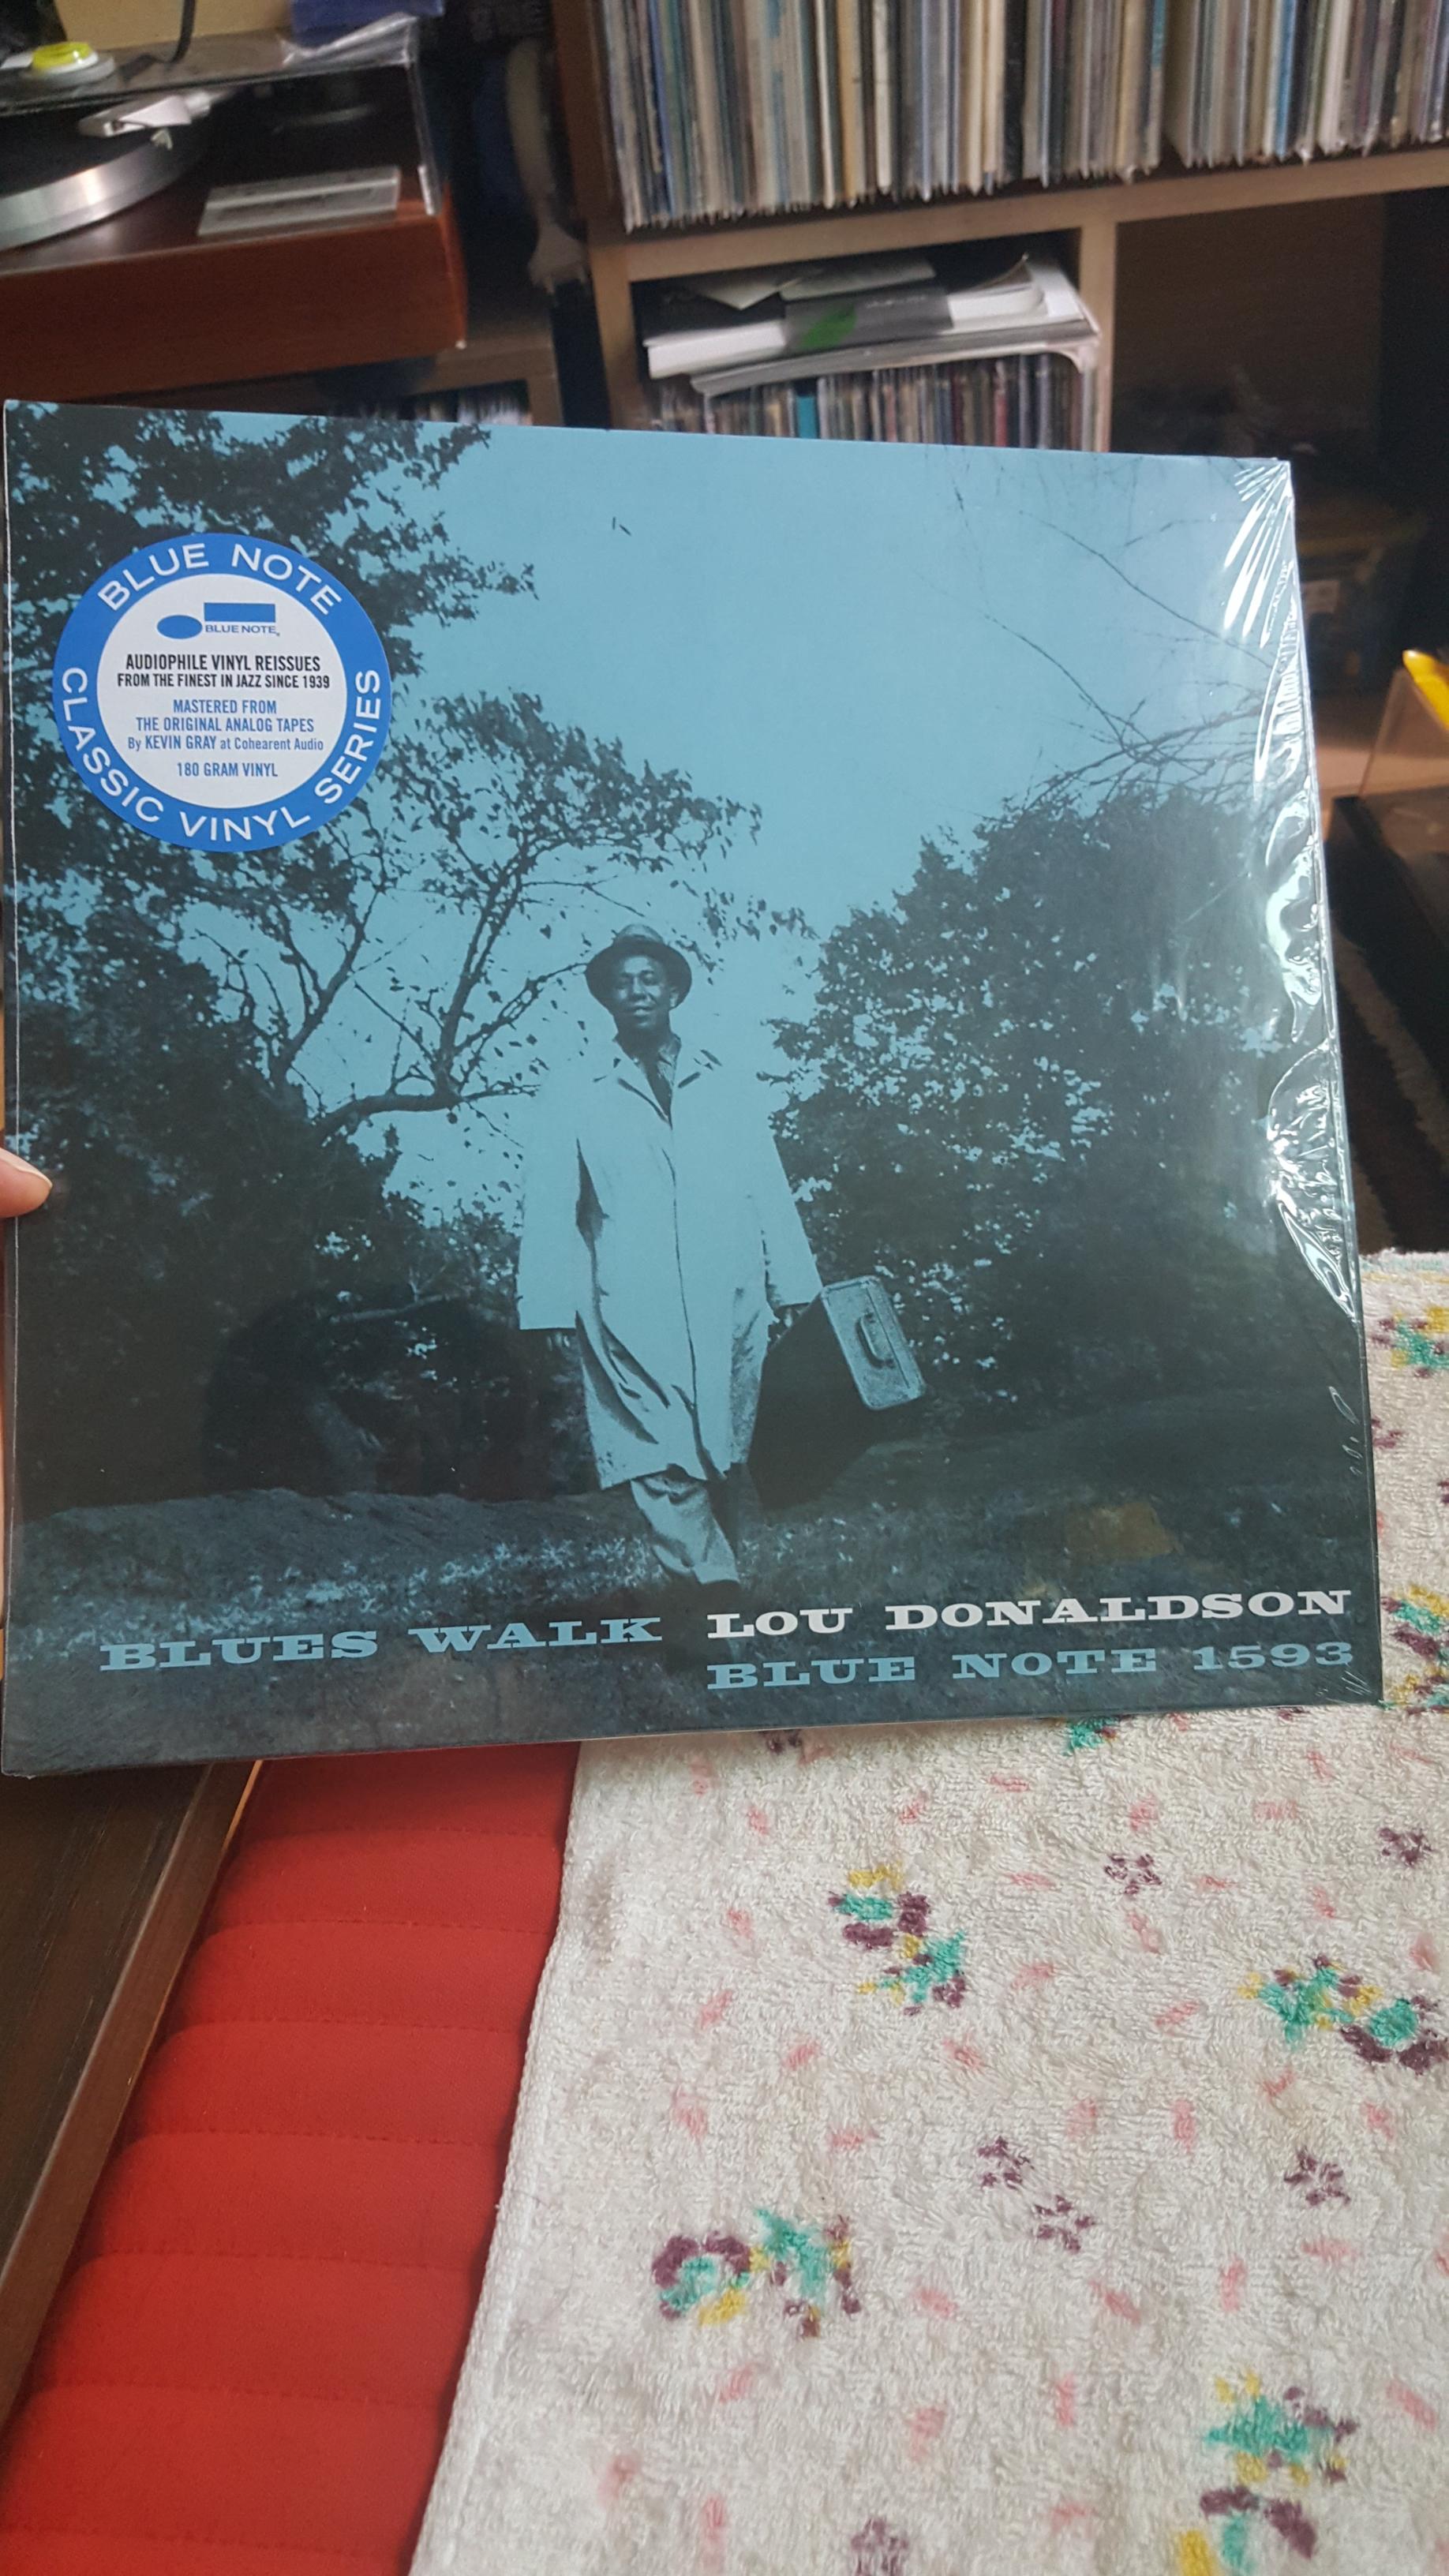 BLUE NOTE
BLUE NOTE
AUDIOPHILE VINYL REISSUES
FROM THE FINEST IN JAZZ SINCE 1939
MASTERED FROM
THE ORIGINAL ANALOG TAPES
By KEVIN GRAY at Cohearent Audio
180 GRAM VINYL
CLASSIC VINYL SERIES
BLUES WALK LOU DONALDSON
BLUE NOTE 1593